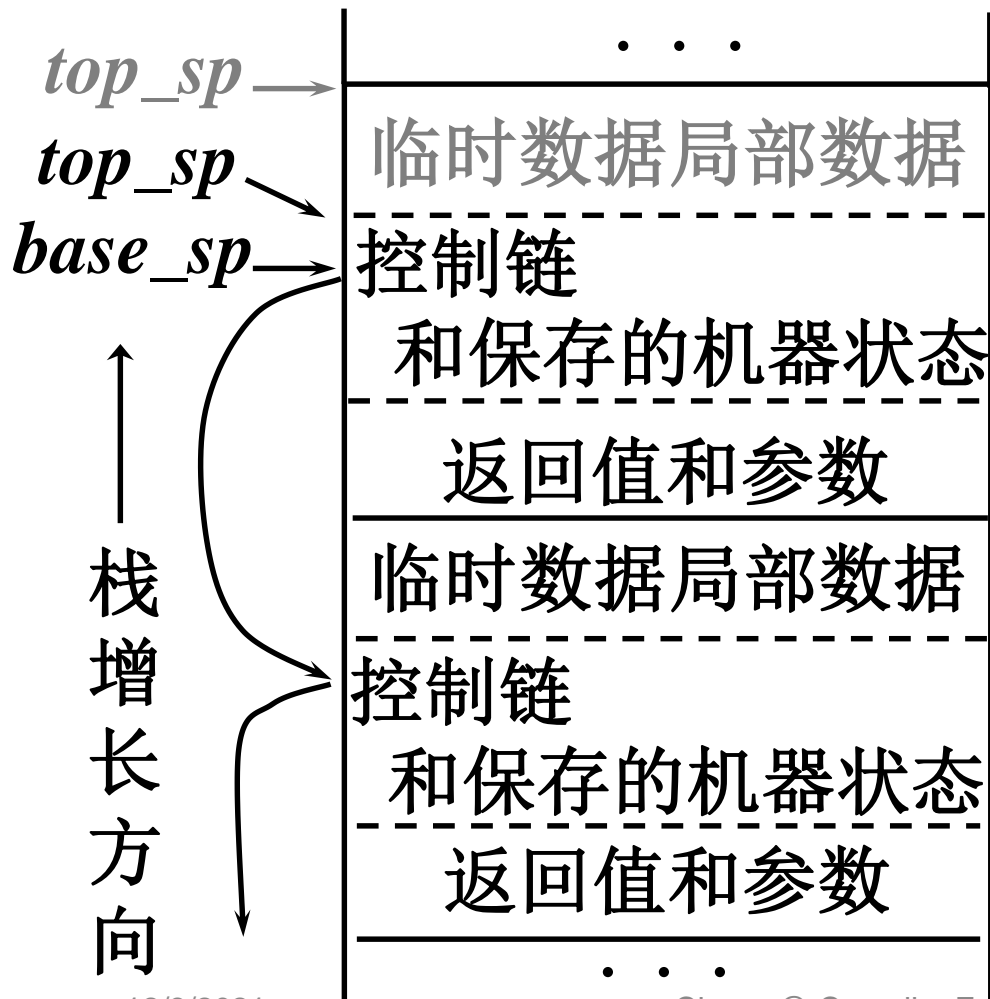 . . .
top_sp
临时数据局部数据
top_sp
base_sp
控制链
和保存的机器状态
返回值和参数
临时数据局部数据
控制链
和保存的机器状态
返回值和参数
. . .
栈增长方向